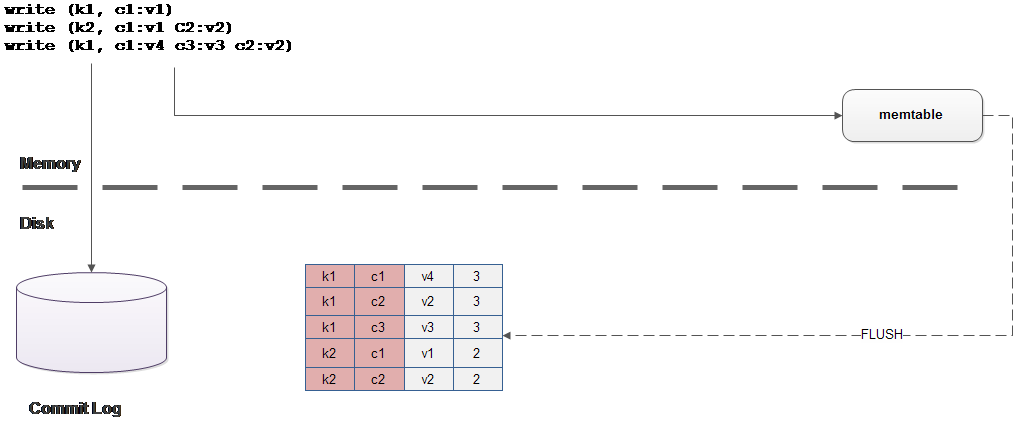 write (k1, c1:v1)
write (k2, c1:v1 C2:v2)
write (k1, c1:v4 c3:v3 c2:v2)
memtable
Memory
Disk
k1 c1 v4 3
k1 c2 v2 3
k1 c3 v3 3
k2 c1 v1 2
k2 c2 v2 2
FLUSH
Commit Log